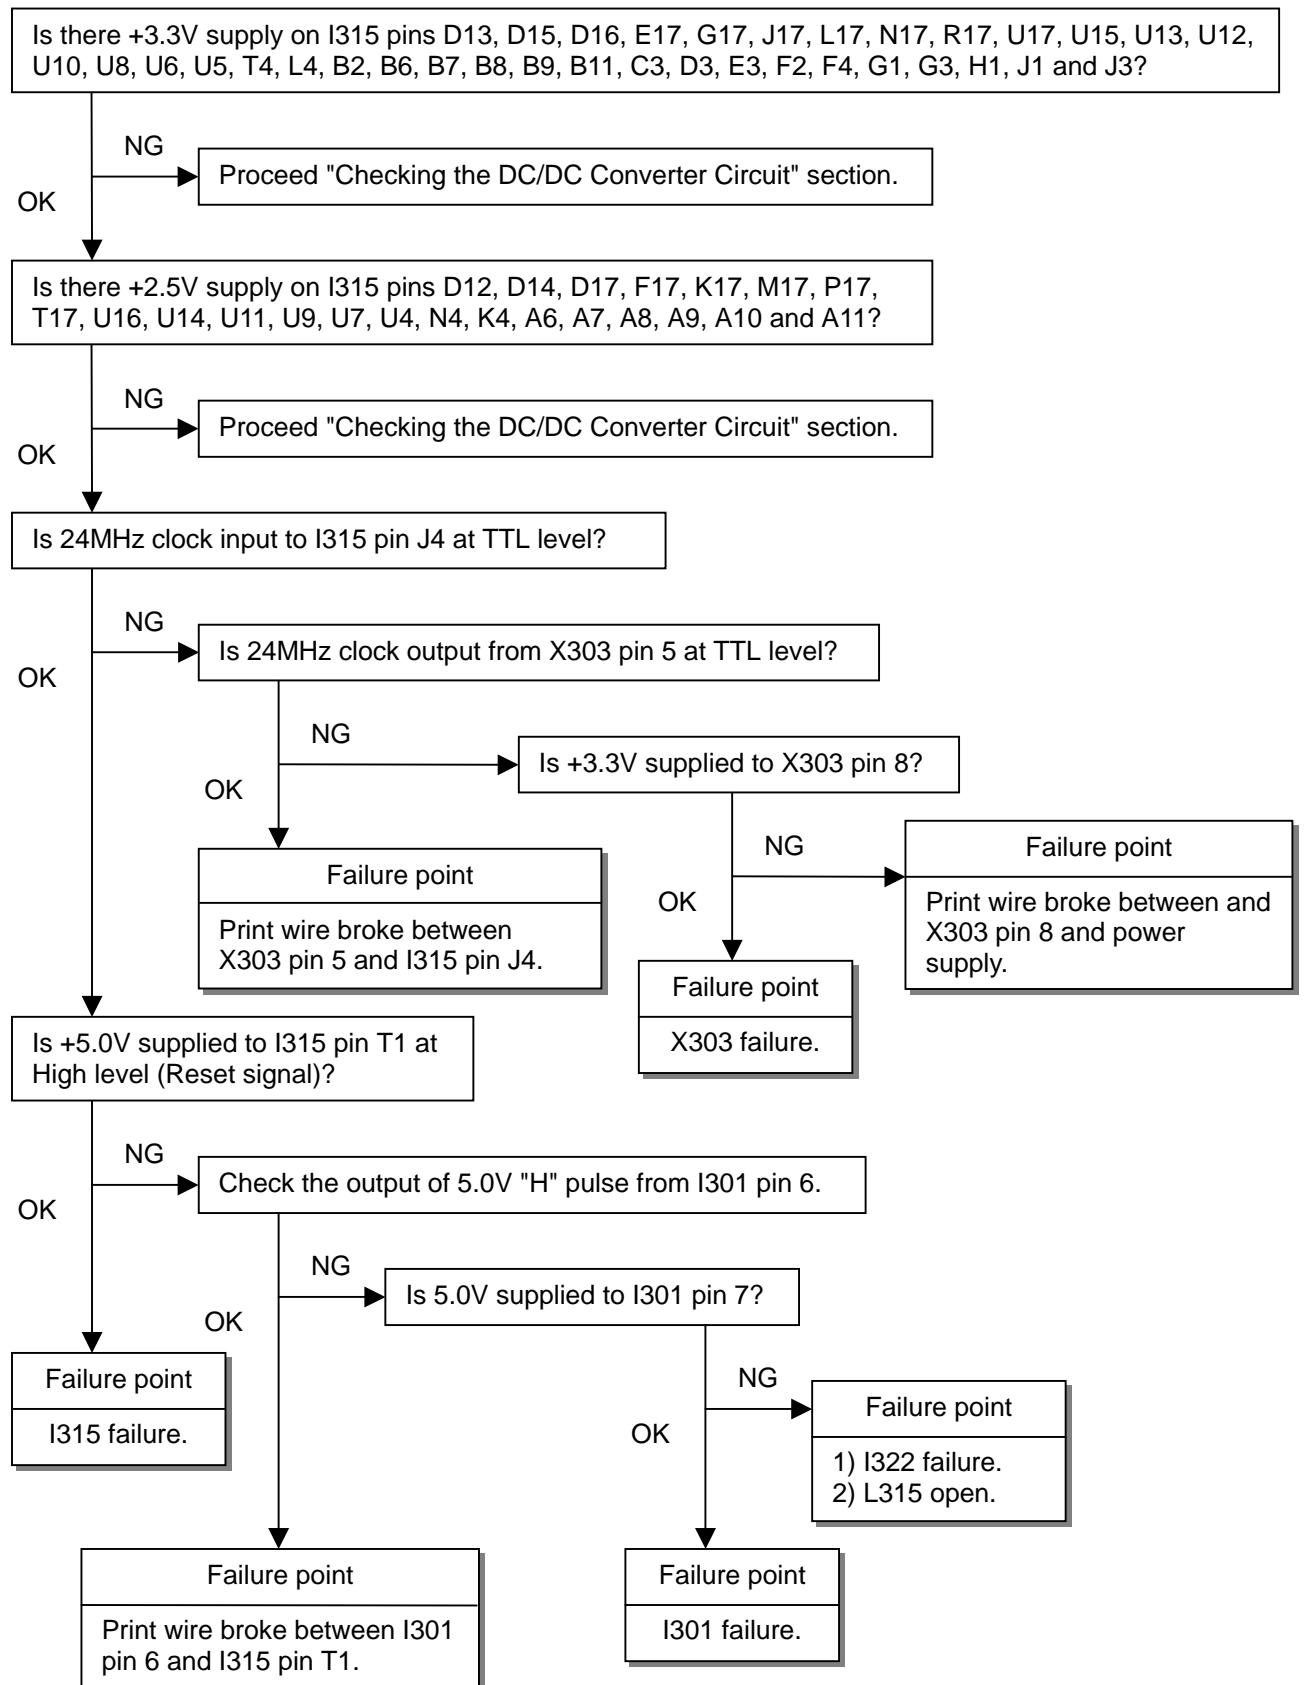 Is there +3.3V supply on I315 pins D13, D15, D16, E17, G17, J17, L17, N17, R17, U17, U15, U13, U12,
U10, U8, U6, U5, T4, L4, B2, B6, B7, B8, B9, B11, C3, D3, E3, F2, F4, G1, G3, H1, J1 and J3?
NG
Proceed "Checking the DC/DC Converter Circuit" section.
OK
Is there +2.5V supply on I315 pins D12, D14, D17, F17, K17, M17, P17,
T17, U16, U14, U11, U9, U7, U4, N4, K4, A6, A7, A8, A9, A10 and A11?
NG
Proceed "Checking the DC/DC Converter Circuit" section.
OK
Is 24MHz clock input to I315 pin J4 at TTL level?
NG
Is 24MHz clock output from X303 pin 5 at TTL level?
OK
NG
Is +3.3V supplied to X303 pin 8?
OK
NG
Failure point
Print wire broke between and
X303 pin 8 and power
supply.
Failure point
Print wire broke between
X303 pin 5 and I315 pin J4.
OK
Failure point
X303 failure.
Is +5.0V supplied to I315 pin T1 at
High level (Reset signal)?
NG
Check the output of 5.0V "H" pulse from I301 pin 6.
OK
NG
Is 5.0V supplied to I301 pin 7?
OK
Failure point
I315 failure.
NG
Failure point
1) I322 failure.
2) L315 open.
OK
Failure point
Print wire broke between I301
pin 6 and I315 pin T1.
Failure point
I301 failure.